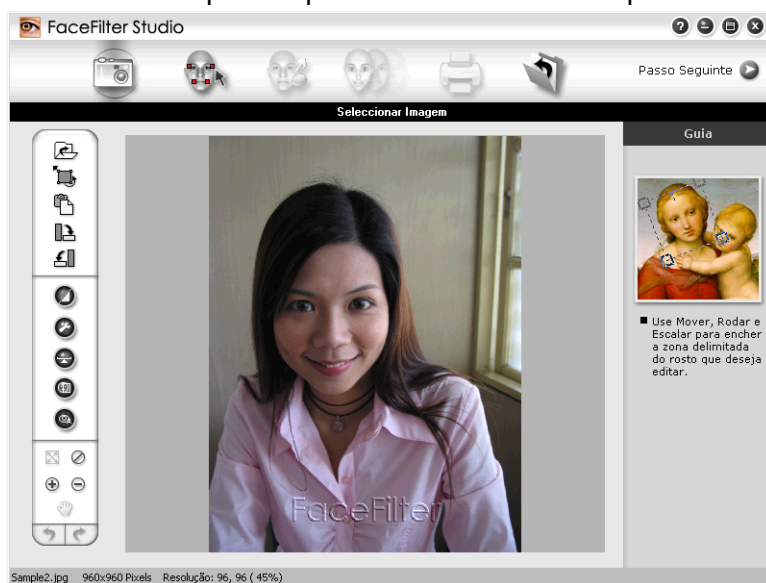 FaceFilter Studio
Passo Seguinte
Seleccionar Imagem
Guia
Use Mover, Rodar e
Escalar para encher
a zona delimitada
do rosto que deseja
editar.
FaceFilter
Sample2.jpg 960x960 Pixels Resolução: 96, 96 ( 45%)